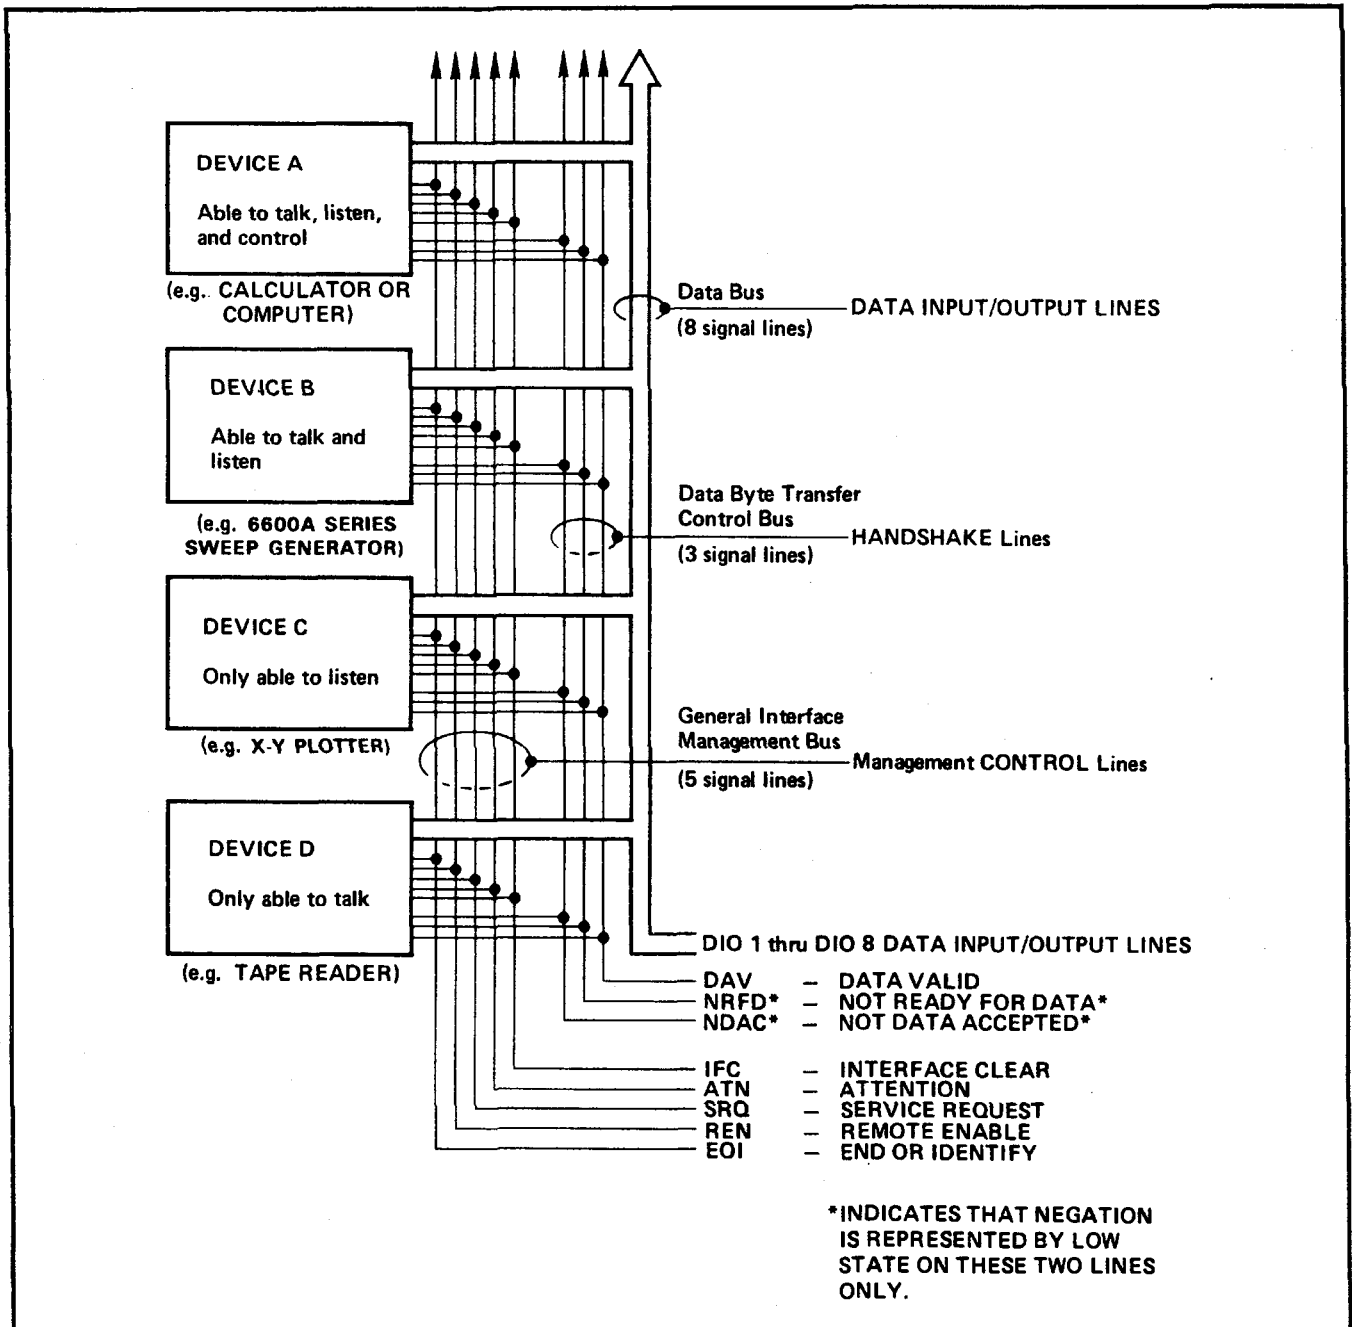 DEVICE A
Able to talk, listen,
and control
(e.g. CALCULATOR OR
COMPUTER)
Data Bus
(8 signal lines)
DATA INPUT/OUTPUT LINES
DEVICE B
Able to talk and
listen
(e.g. 6600A SERIES
SWEEP GENERATOR)
Data Byte Transfer
Control Bus
(3 signal lines)
HANDSHAKE Lines
DEVICE C
Only able to listen
(e.g. X-Y PLOTTER)
General Interface
Management Bus
(5 signal lines)
Management CONTROL Lines
DEVICE D
Only able to talk
(e.g. TAPE READER)
DIO 1 thru DIO 8 DATA INPUT/OUTPUT LINES
DAV – DATA VALID
NRFD* – NOT READY FOR DATA*
NDAC* – NOT DATA ACCEPTED*
IFC – INTERFACE CLEAR
ATN – ATTENTION
SRQ – SERVICE REQUEST
REN – REMOTE ENABLE
EOI – END OR IDENTIFY
*INDICATES THAT NEGATION
IS REPRESENTED BY LOW
STATE ON THESE TWO LINES
ONLY.